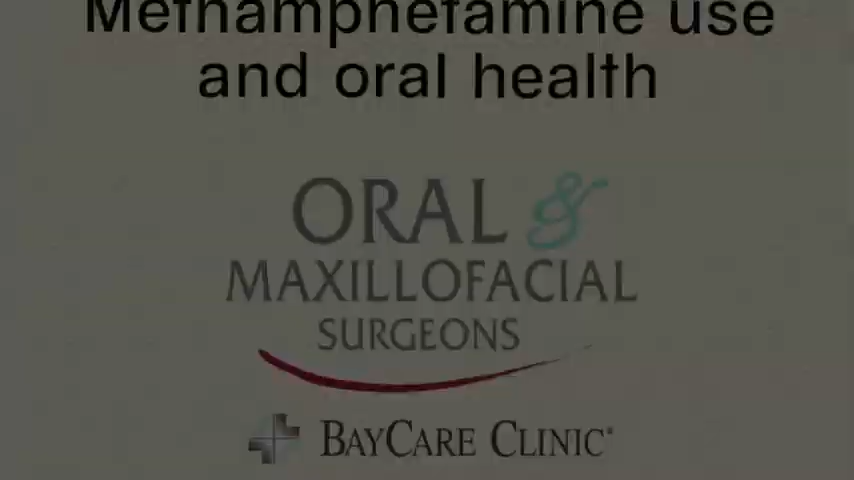 Methamphetamine use
and oral health
ORAL &
MAXILLOFACIAL
SURGEONS
BAYCARE CLINIC®